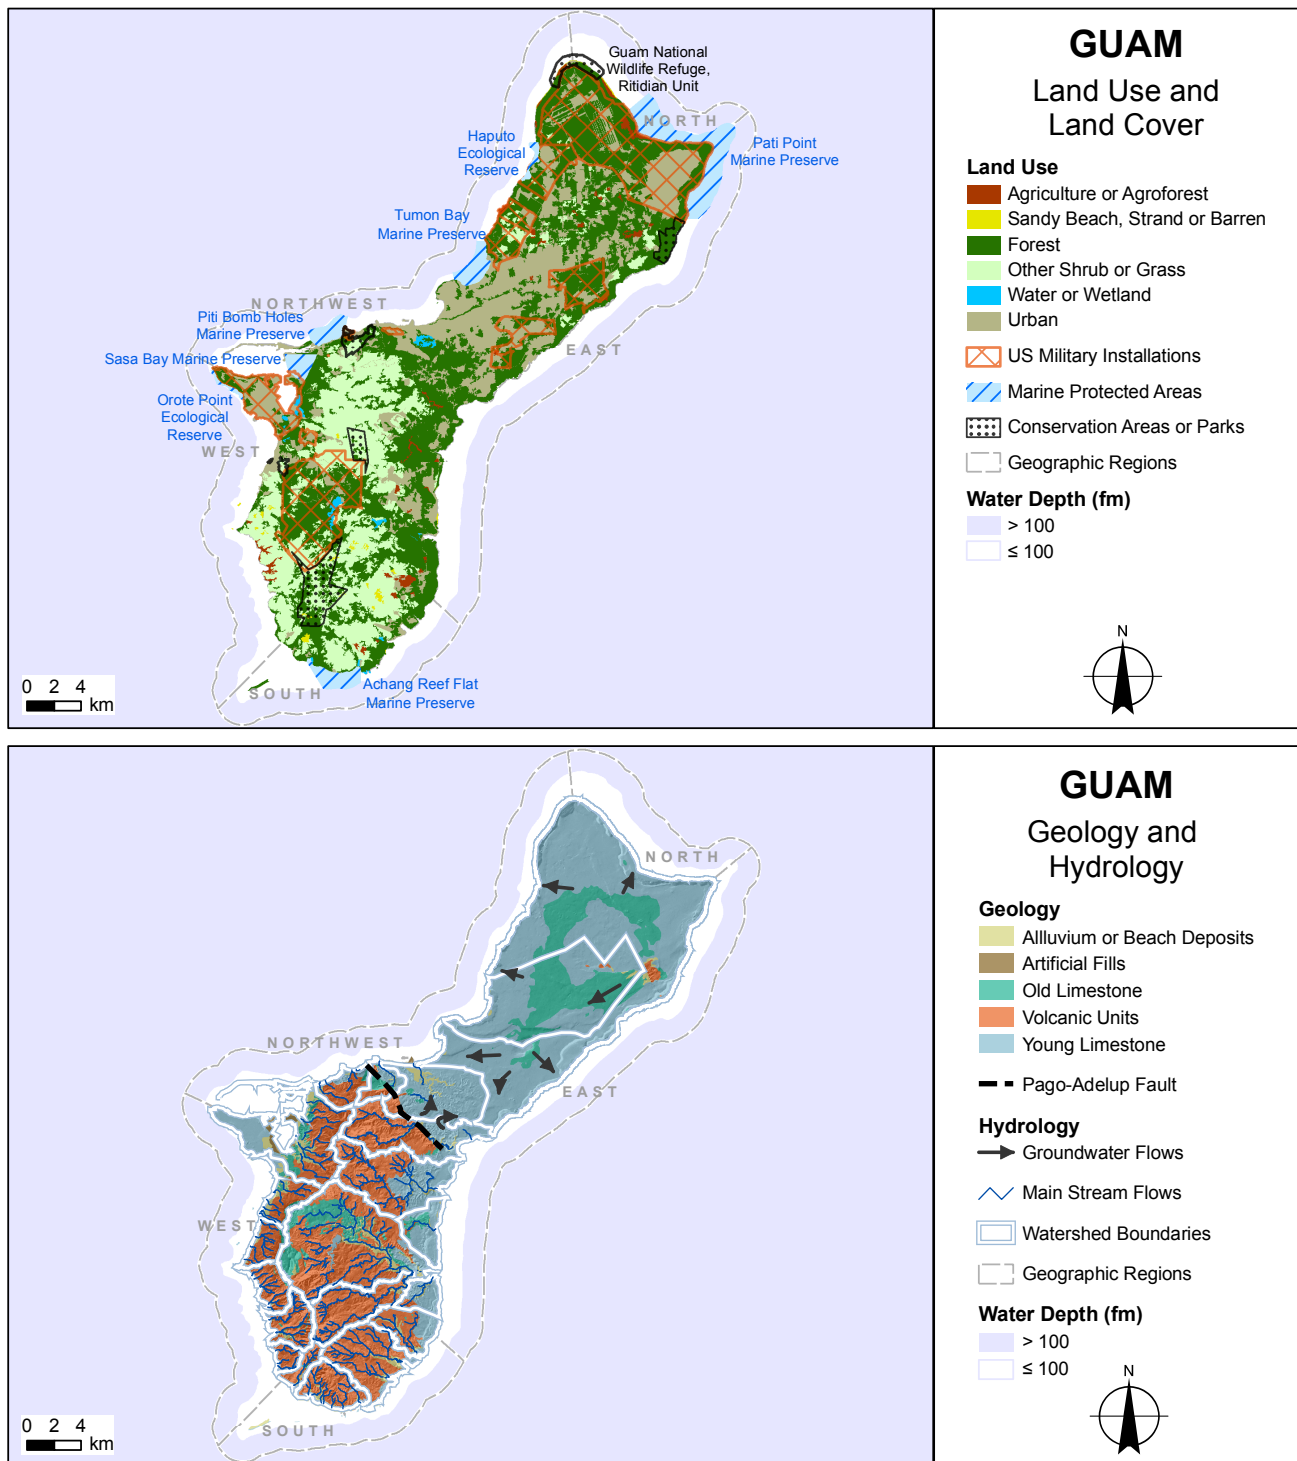 Guam National
Wildlife Refuge,
Ritidian Unit
NORTH
Haputo
Ecological
Reserve
Pati Point
Marine Preserve
Tumon Bay
Marine Preserve
NORTHWEST
Piti Bomb Holes
Marine Preserve
Sasa Bay Marine Preserve
EAST
Orote Point
Ecological
Reserve
WEST
Achang Reef Flat
Marine Preserve
SOUTH
0 2 4
km
GUAM
Land Use and
Land Cover
Land Use
Agriculture or Agroforest
Sandy Beach, Strand or Barren
Forest
Other Shrub or Grass
Water or Wetland
Urban
US Military Installations
Marine Protected Areas
Conservation Areas or Parks
Geographic Regions
Water Depth (fm)
> 100
≤ 100
N
NORTH
NORTHWEST
EAST
WEST
SOUTH
0 2 4
km
GUAM
Geology and
Hydrology
Geology
Allluvium or Beach Deposits
Artificial Fills
Old Limestone
Volcanic Units
Young Limestone
Pago-Adelup Fault
Hydrology
Groundwater Flows
Main Stream Flows
Watershed Boundaries
Geographic Regions
Water Depth (fm)
> 100
≤ 100
N